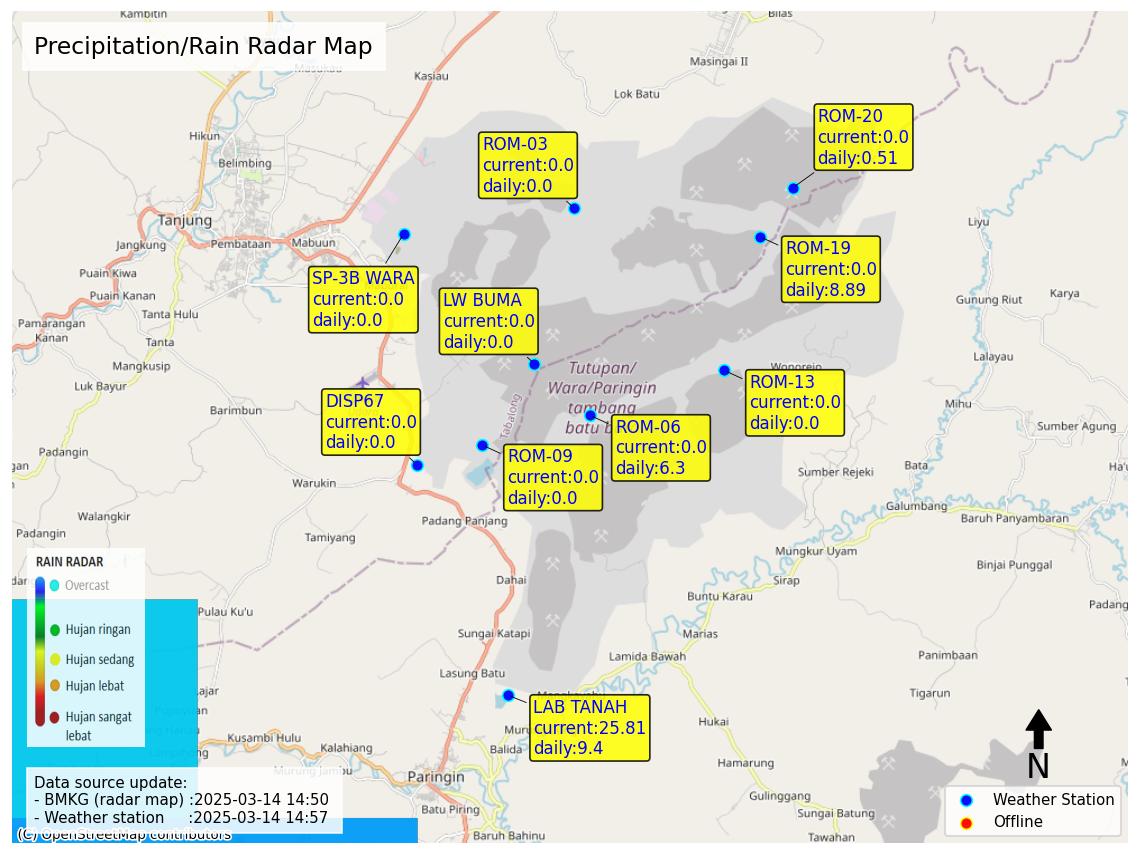 Precipitation/Rain Radar Map
Kambitin
Bilas
Masukau
Kasiau
Masingai II
Lok Batu
Hikun
Belimbing
Tanjung
Jangkung
Pembataan
Mabuun
Puain Kiwa
Puain Kanan
Tanta Hulu
Pamarangan
Kanan
Tanta
Mangkusip
Luk Bayur
Barimbun
Padangin
Warukin
Walangkir
Padangin
Tamiyang
Padang Panjang
Dahai
Pulau Ku'u
Sungai Katapi
Lasung Batu
Liyu
Gunung Riut
Karya
Lalayau
Mihu
Sumber Agung
Wonorejo
Sumber Rejeki
Bata
Galumbang
Baruh Panyambaran
Mungkur Uyam
Sirap
Binjai Punggal
Buntu Karau
Marias
Lamida Bawah
Panimbaan
Tigarun
Hukai
Hamarung
Gulinggang
Sungai Batung
Tawahan
Kusambi Hulu
Kalahiang
Murung Jambu
Paringin
Balida
Batu Piring
Baruh Bahinu
Tabalong
Tutupan/
Wara/Paringin
tambang
batu b
ROM-03
current:0.0
daily:0.0
ROM-20
current:0.0
daily:0.51
ROM-19
current:0.0
daily:8.89
SP-3B WARA
current:0.0
daily:0.0
LW BUMA
current:0.0
daily:0.0
ROM-13
current:0.0
daily:0.0
DISP67
current:0.0
daily:0.0
ROM-06
current:0.0
daily:6.3
ROM-09
current:0.0
daily:0.0
LAB TANAH
current:25.81
daily:9.4
RAIN RADAR
Overcast
Hujan ringan
Hujan sedang
Hujan lebat
Hujan sangat
lebat
Data source update:
- BMKG (radar map) :2025-03-14 14:50
- Weather station :2025-03-14 14:57
(C) OpenStreetMap contributors
N
Weather Station
Offline